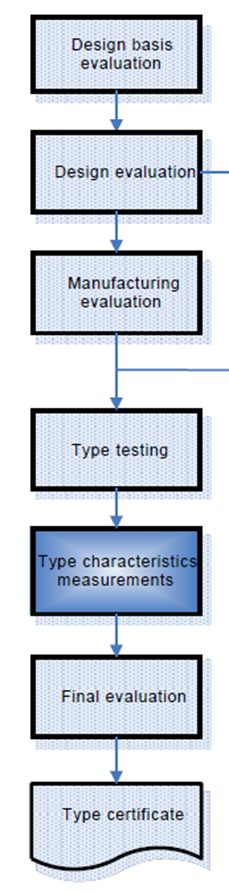 Design basis
evaluation
Design evaluation
Manufacturing
evaluation
Type testing
Type characteristics
measurements
Final evaluation
Type certificate